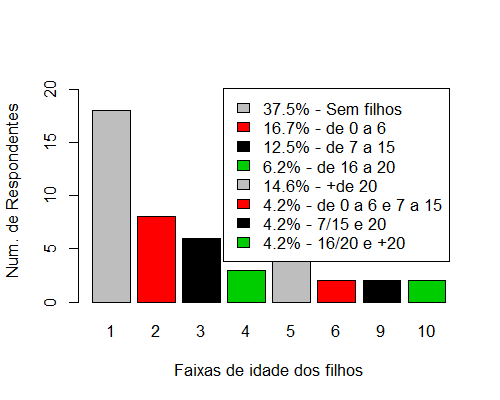 20
15
10
5
0
Num. de Respondentes
37.5% - Sem filhos
16.7% - de 0 a 6
12.5% - de 7 a 15
6.2% - de 16 a 20
14.6% - +de 20
4.2% - de 0 a 6 e 7 a 15
4.2% - 7/15 e 20
4.2% - 16/20 e +20
1 2 3 4 5 6 9 10
Faixas de idade dos filhos